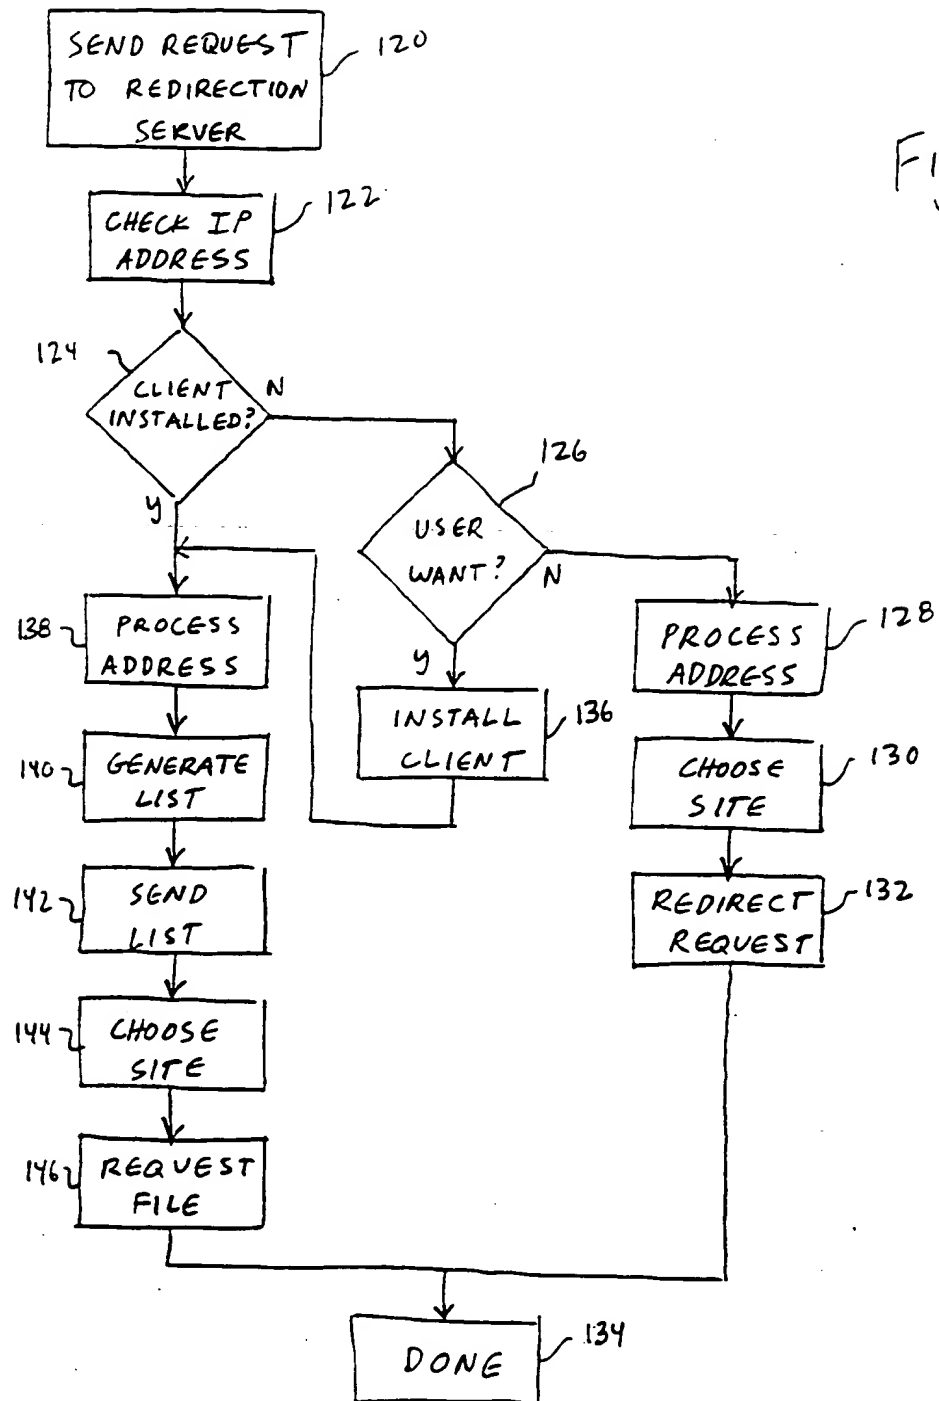 SEND REQUEST
TO REDIRECTION
SERVER
120
CHECK IP
ADDRESS
122
124
CLIENT
INSTALLED?
N
Y
126
USER
WANT?
N
Y
138
PROCESS
ADDRESS
INSTALL
CLIENT
136
PROCESS
ADDRESS
128
140
GENERATE
LIST
CHOOSE
SITE
130
142
SEND
LIST
REDIRECT
REQUEST
132
144
CHOOSE
SITE
146
REQUEST
FILE
DONE
134